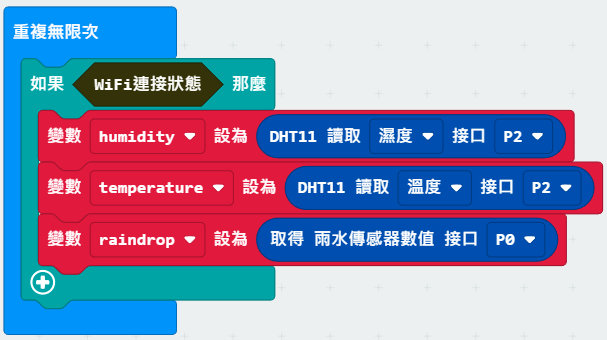 重複無限次
如果 WiFi連接狀態 那麼
變數 humidity 設為 DHT11 讀取 濕度 接口 P2
變數 temperature 設為 DHT11 讀取 溫度 接口 P2
變數 raindrop 設為 取得 雨水傳感器數值 接口 P0